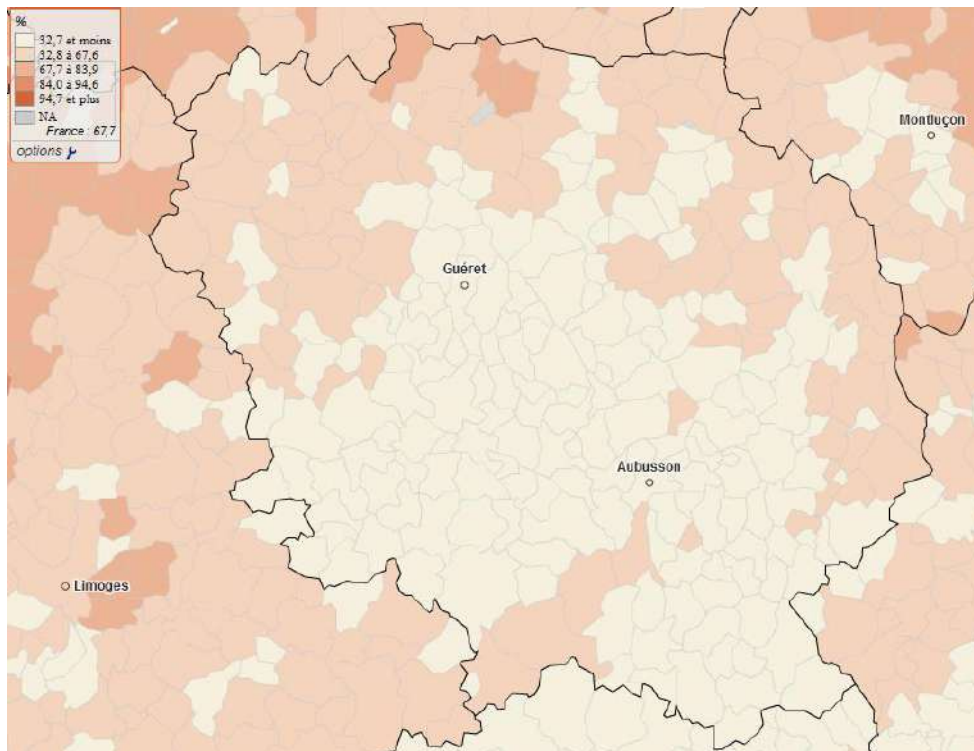 %
32,7 et moins
32,8 à 67,6
67,7 à 83,9
84,0 à 94,6
94,7 et plus
NA
France : 67,7
options
Montluçon
Guéret
Aubusson
Limoges